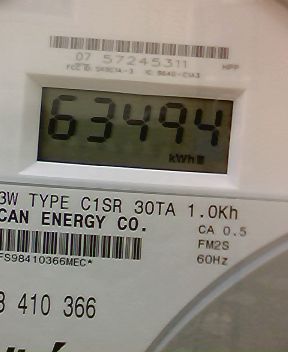 07 57245311
63494
kWh
3W TYPE C1SR 30TA 1.0Kh
CAN ENERGY CO.
CA 0.5
FM2S
60Hz
FS98410366MEC*
8 410 366